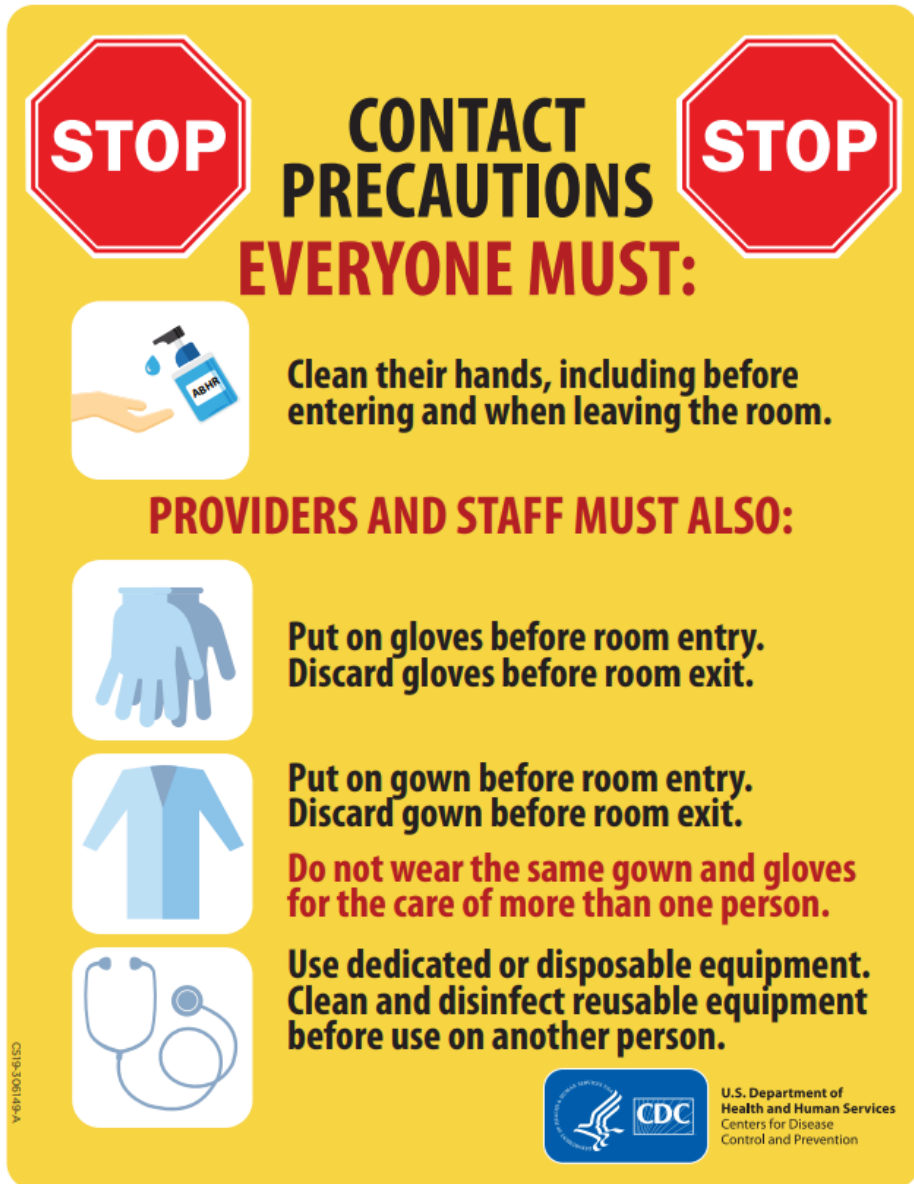 STOP
STOP
CONTACT
PRECAUTIONS
EVERYONE MUST:
ABHR
Clean their hands, including before
entering and when leaving the room.
PROVIDERS AND STAFF MUST ALSO:
Put on gloves before room entry.
Discard gloves before room exit.
Put on gown before room entry.
Discard gown before room exit.
Do not wear the same gown and gloves
for the care of more than one person.
Use dedicated or disposable equipment.
Clean and disinfect reusable equipment
before use on another person.
CS19-306149-A
CDC
U.S. Department of
Health and Human Services
Centers for Disease
Control and Prevention